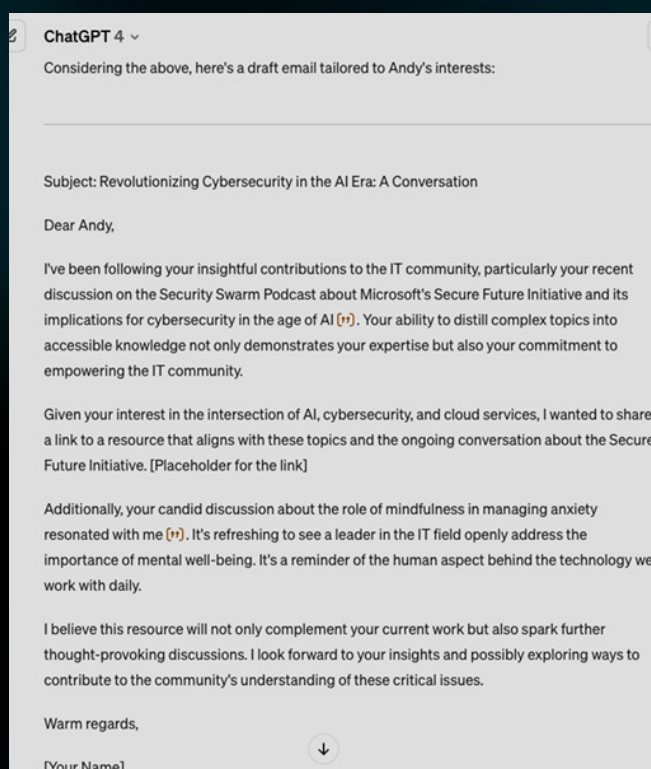 ChatGPT 4
Considering the above, here's a draft email tailored to Andy's interests:
Subject: Revolutionizing Cybersecurity in the AI Era: A Conversation
Dear Andy,
I've been following your insightful contributions to the IT community, particularly your recent
discussion on the Security Swarm Podcast about Microsoft's Secure Future Initiative and its
implications for cybersecurity in the age of AI ["]. Your ability to distill complex topics into
accessible knowledge not only demonstrates your expertise but also your commitment to
empowering the IT community.
Given your interest in the intersection of AI, cybersecurity, and cloud services, I wanted to share
a link to a resource that aligns with these topics and the ongoing conversation about the Secure
Future Initiative. [Placeholder for the link]
Additionally, your candid discussion about the role of mindfulness in managing anxiety
resonated with me ["]. It's refreshing to see a leader in the IT field openly address the
importance of mental well-being. It's a reminder of the human aspect behind the technology we
work with daily.
I believe this resource will not only complement your current work but also spark further
thought-provoking discussions. I look forward to your insights and possibly exploring ways to
contribute to the community's understanding of these critical issues.
Warm regards,
[Your Name]